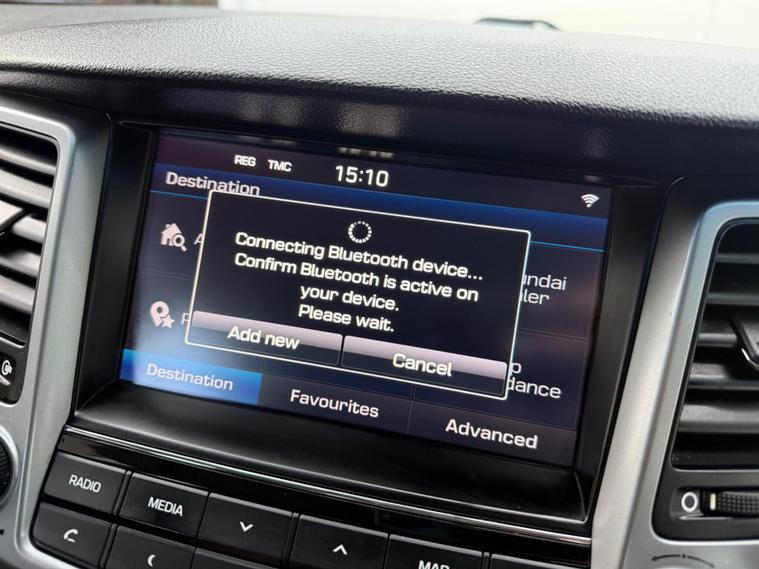 REG TMC 15:10
Destination
Connecting Bluetooth device...
Confirm Bluetooth is active on
your device.
Please wait.
Add new
Cancel
Destination
Favourites
Advanced
RADIO
MEDIA